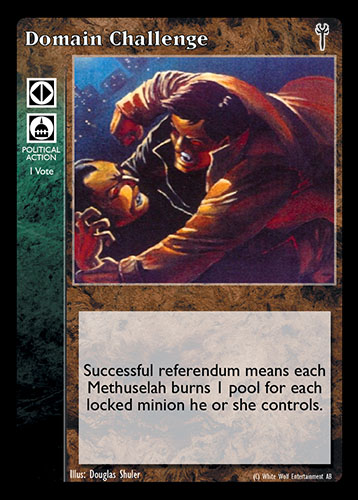 Domain Challenge
POLITICAL
ACTION
1 Vote
Successful referendum means each
Methuselah burns 1 pool for each
locked minion he or she controls.
Illus: Douglas Shuler
(C) White Wolf Entertainment AB